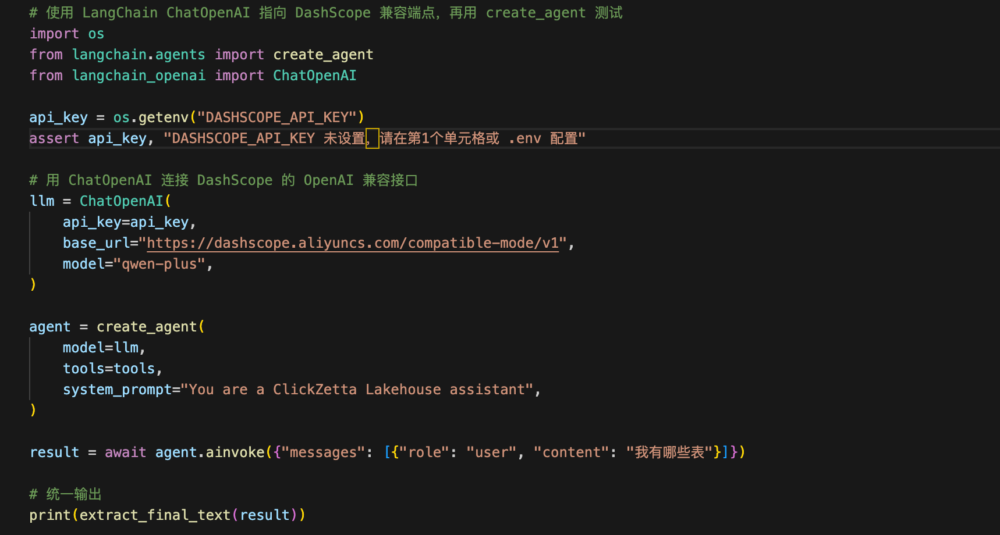 # 使用 LangChain ChatOpenAI 指向 DashScope 兼容端点，再用 create_agent 测试
import os
from langchain.agents import create_agent
from langchain_openai import ChatOpenAI
api_key = os.getenv("DASHSCOPE_API_KEY")
assert api_key, "DASHSCOPE_API_KEY 未设置，请在第1个单元格或 .env 配置"
# 用 ChatOpenAI 连接 DashScope 的 OpenAI 兼容接口
llm = ChatOpenAI(
    api_key=api_key,
    base_url="https://dashscope.aliyuncs.com/compatible-mode/v1",
    model="qwen-plus",
)
agent = create_agent(
    model=llm,
    tools=tools,
    system_prompt="You are a ClickZetta Lakehouse assistant",
)
result = await agent.ainvoke({"messages": [{"role": "user", "content": "我有哪些表"}]})
# 统一输出
print(extract_final_text(result))